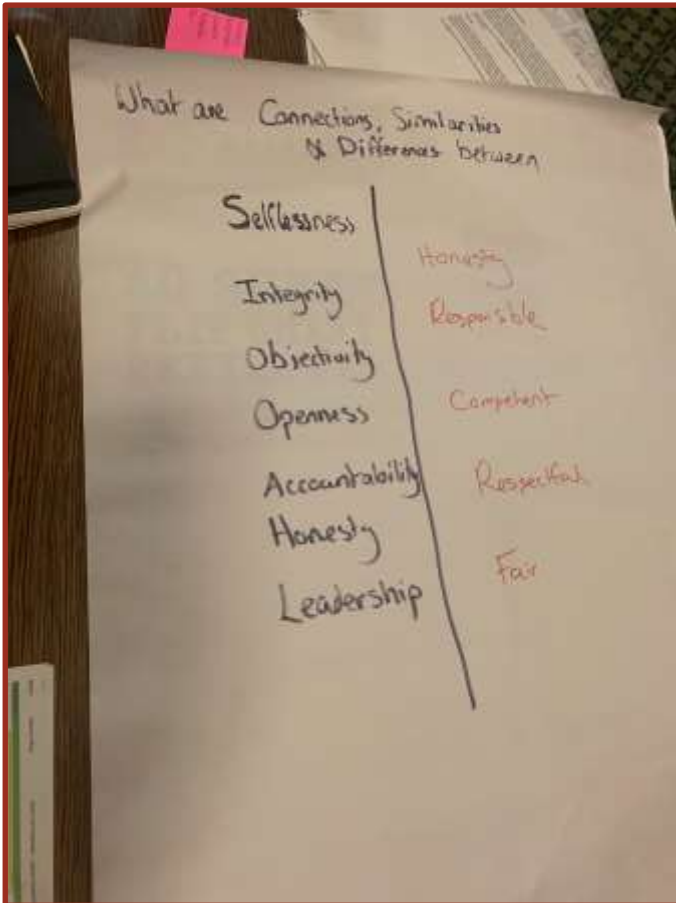 What are Connections, Similarities
& Differences between
Selflessness
Honesty
Integrity
Responsible
Objectivity
Openness
Competent
Accountability
Respectful
Honesty
Fair
Leadership